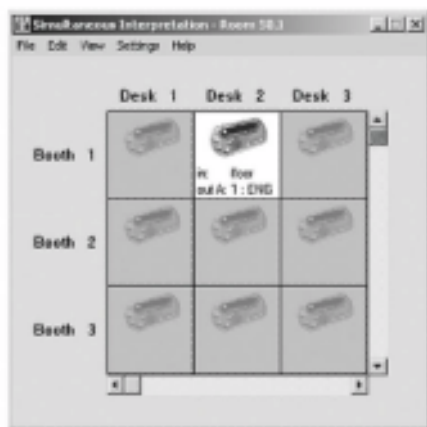 Simultaneous Interpretation - Room 50.1
File Edit View Settings Help
Desk 1 Desk 2 Desk 3
Booth 1
in: floor
out A: 1 : ENG
Booth 2
Booth 3